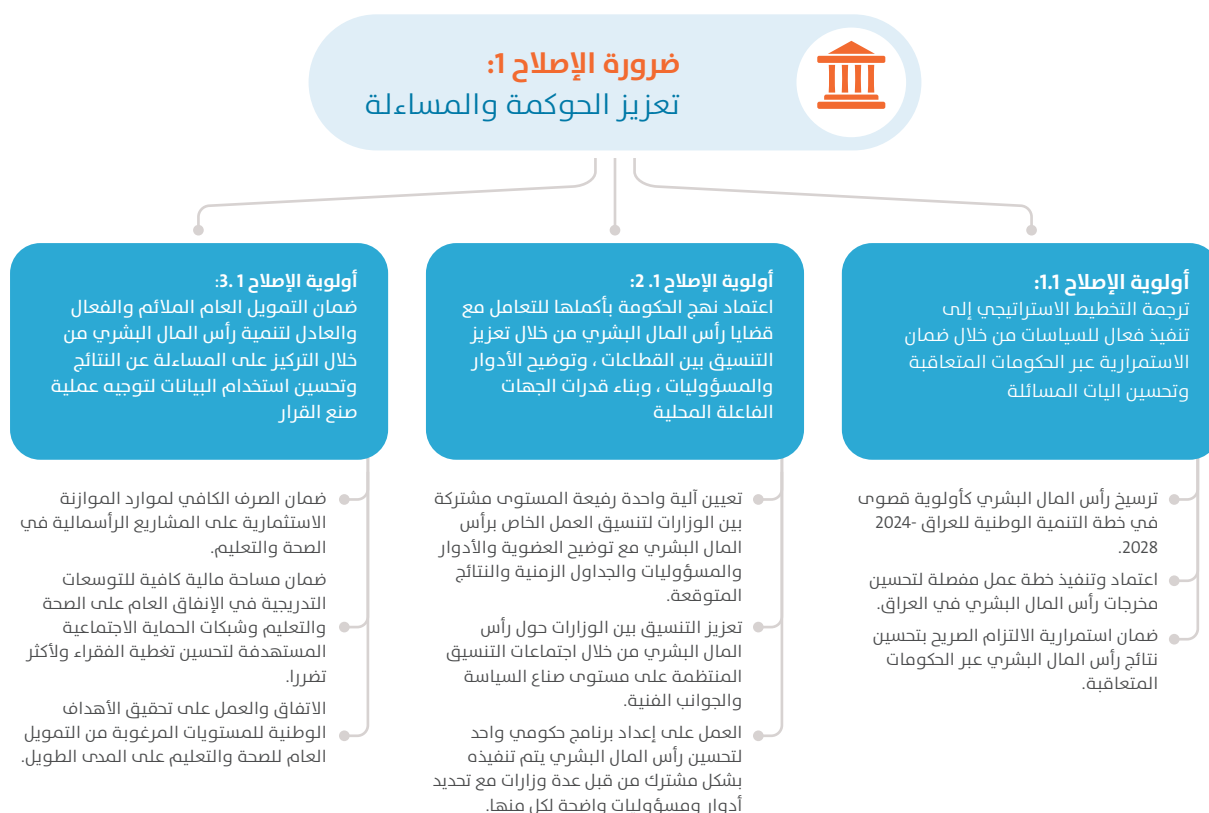 ضرورة الإصلاح 1:
تعزيز الحوكمة والمساءلة
أولوية الإصلاح 1.1:
ترجمة التخطيط الاستراتيجي إلى
تنفيذ فعال للسياسات من خلال ضمان
الاستمرارية عبر الحكومات المتعاقبة
وتحسين اليات المسائلة
ترسيخ رأس المال البشري كأولوية قصوى
في خطة التنمية الوطنية للعراق -2024
2028.
اعتماد وتنفيذ خطة عمل مفصلة لتحسين
مخرجات رأس المال البشري في العراق.
ضمان استمرارية الالتزام الصريح بتحسين
نتائج رأس المال البشري عبر الحكومات
المتعاقبة.
أولوية الإصلاح 1. 2:
اعتماد نهج الحكومة بأكملها للتعامل مع
قضايا رأس المال البشري من خلال تعزيز
التنسيق بين القطاعات ، وتوضيح الأدوار
والمسؤوليات ، وبناء قدرات الجهات
الفاعلة المحلية
تعيين آلية واحدة رفيعة المستوى مشتركة
بين الوزارات لتنسيق العمل الخاص برأس
المال البشري مع توضيح العضوية والأدوار
والمسؤوليات والجداول الزمنية والنتائج
المتوقعة.
تعزيز التنسيق بين الوزارات حول رأس
المال البشري من خلال اجتماعات التنسيق
المنتظمة على مستوى صناع السياسة
والجوانب الفنية.
العمل على إعداد برنامج حكومي واحد
لتحسين رأس المال البشري يتم تنفيذه
بشكل مشترك من قبل عدة وزارات مع تحديد
أدوار ومسؤوليات واضحة لكل منها.
أولوية الإصلاح 1 .3:
ضمان التمويل العام الملائم والفعال
والعادل لتنمية رأس المال البشري من
خلال التركيز على المساءلة عن النتائج
وتحسين استخدام البيانات لتوجيه عملية
صنع القرار
ضمان الصرف الكافي لموارد الموازنة
الاستثمارية على المشاريع الرأسمالية في
الصحة والتعليم.
ضمان مساحة مالية كافية للتوسعات
التدريجية في الإنفاق العام على الصحة
والتعليم وشبكات الحماية الاجتماعية
المستهدفة لتحسين تغطية الفقراء ولأكثر
تضررا.
الاتفاق والعمل على تحقيق الأهداف
الوطنية للمستويات المرغوبة من التمويل
العام للصحة والتعليم على المدى الطويل.